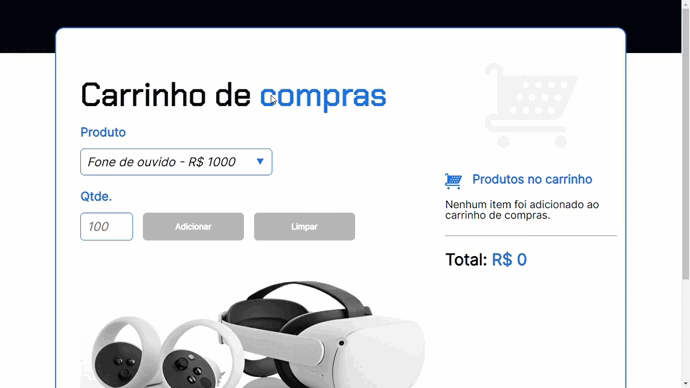 Carrinho de compras
Produto
Fone de ouvido - R$ 1000
Qtde.
100
Adicionar
Limpar
Produtos no carrinho
Nenhum item foi adicionado ao
carrinho de compras.
Total: R$ 0